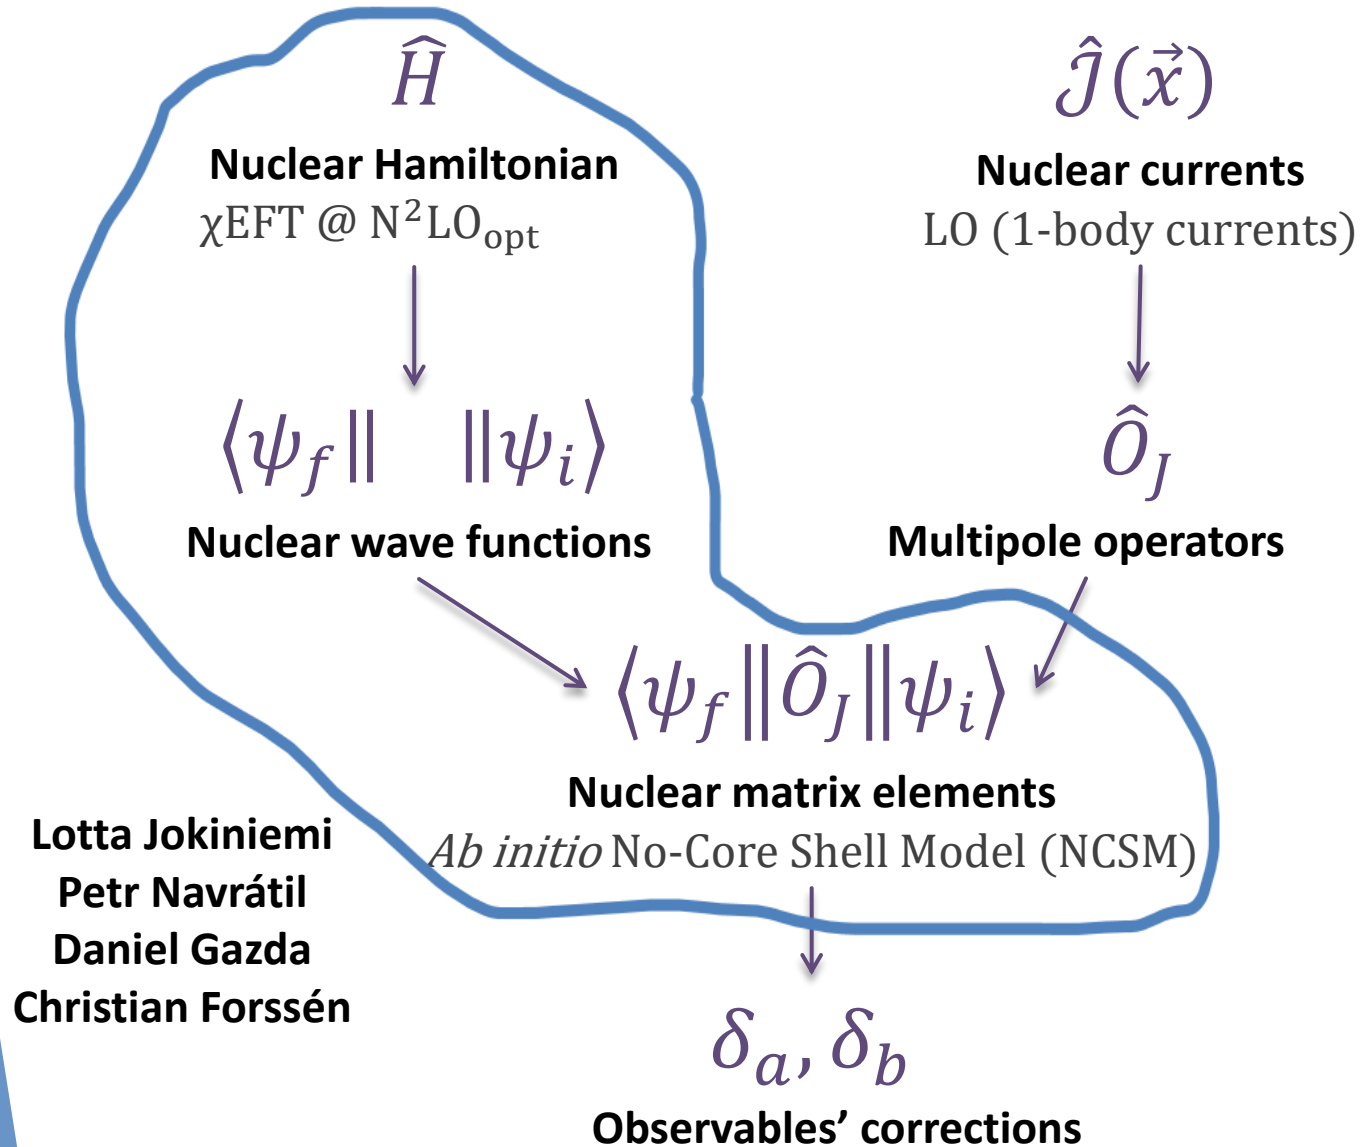 Ĥ
Nuclear Hamiltonian
χEFT @ N²LOₒₚₜ
⟨ψ_f‖ ‖ψ_i⟩
Nuclear wave functions
𝒥̂(x⃗)
Nuclear currents
LO (1-body currents)
Ô_J
Multipole operators
⟨ψ_f‖Ô_J‖ψ_i⟩
Nuclear matrix elements
Ab initio No-Core Shell Model (NCSM)
Lotta Jokiniemi
Petr Navrátil
Daniel Gazda
Christian Forssén
δ_a, δ_b
Observables’ corrections